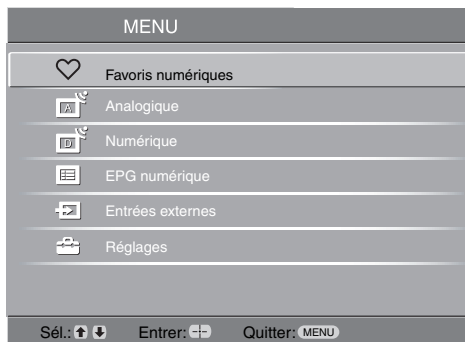 MENU
Favoris numériques
A Analogique
D Numérique
EPG numérique
Entrées externes
Réglages
Sél.: Entrer: Quitter: MENU